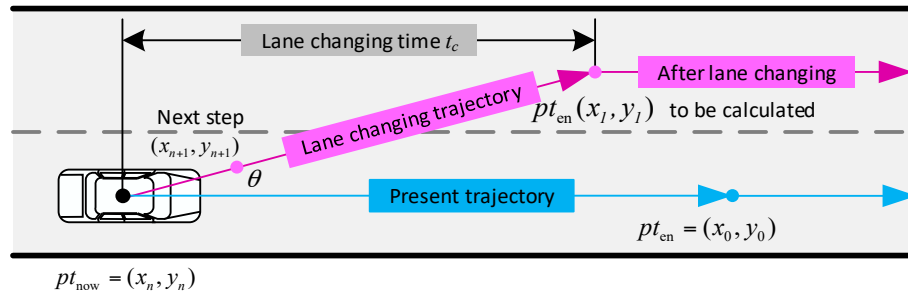 Lane changing time t_c
After lane changing
Lane changing trajectory
pt_en(x_1, y_1) to be calculated
Next step
(x_{n+1}, y_{n+1})
θ
Present trajectory
pt_en = (x_0, y_0)
pt_now = (x_n, y_n)